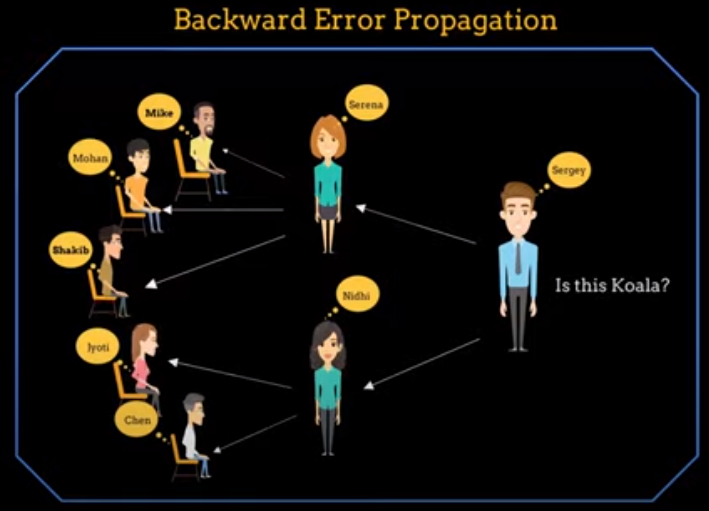 Backward Error Propagation
Mike
Serena
Mohan
Sergey
Shakib
Is this Koala?
Nidhi
Jyoti
Chen